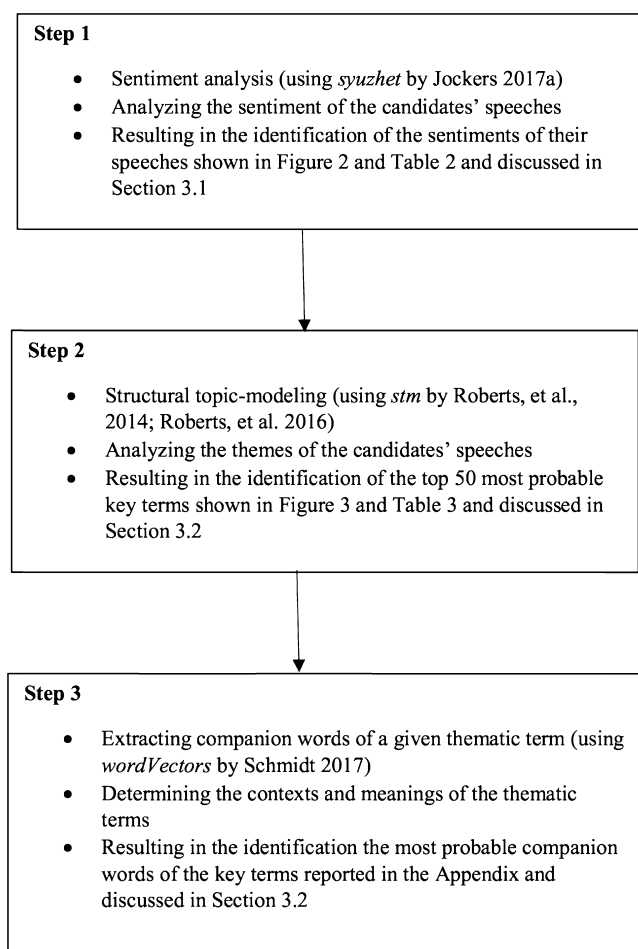 Step 1
• Sentiment analysis (using syuzhet by Jockers 2017a)
• Analyzing the sentiment of the candidates’ speeches
• Resulting in the identification of the sentiments of their
speeches shown in Figure 2 and Table 2 and discussed in
Section 3.1
Step 2
• Structural topic-modeling (using stm by Roberts, et al.,
2014; Roberts, et al. 2016)
• Analyzing the themes of the candidates’ speeches
• Resulting in the identification of the top 50 most probable
key terms shown in Figure 3 and Table 3 and discussed in
Section 3.2
Step 3
• Extracting companion words of a given thematic term (using
wordVectors by Schmidt 2017)
• Determining the contexts and meanings of the thematic
terms
• Resulting in the identification the most probable companion
words of the key terms reported in the Appendix and
discussed in Section 3.2